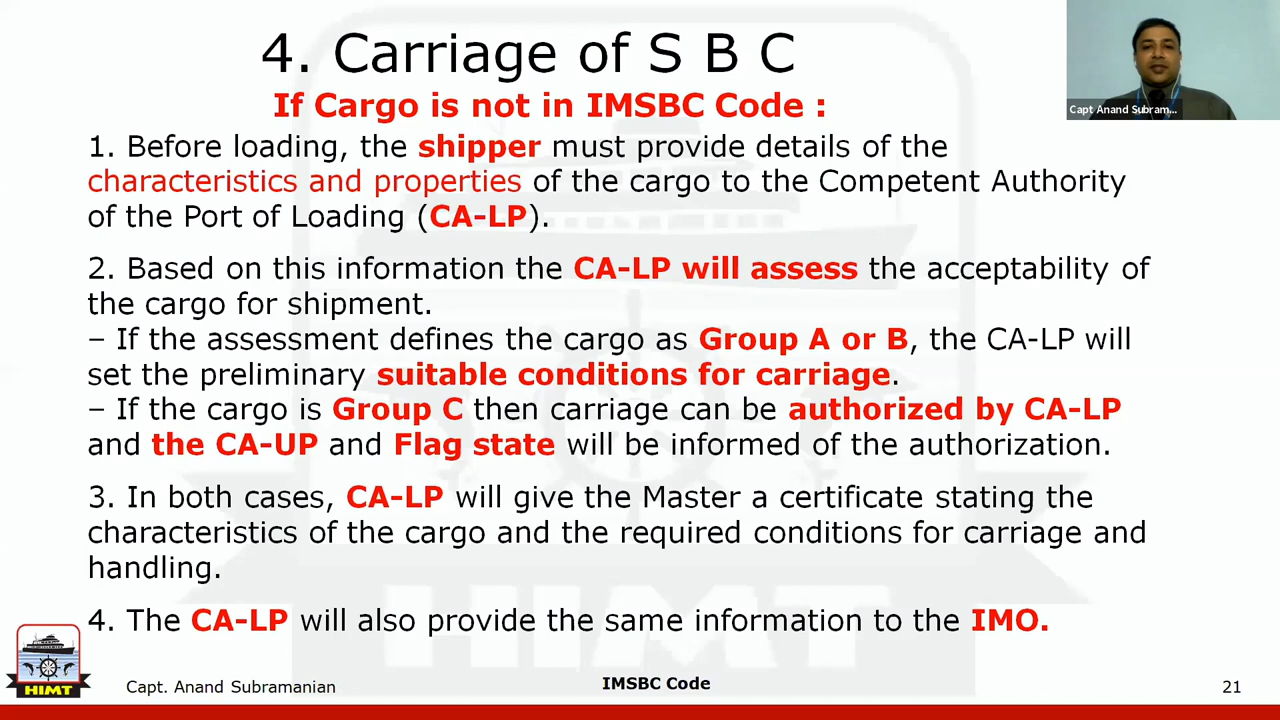 4. Carriage of S B C
If Cargo is not in IMSBC Code :
Capt Anand Subram...
1. Before loading, the shipper must provide details of the
characteristics and properties of the cargo to the Competent Authority
of the Port of Loading (CA-LP).
2. Based on this information the CA-LP will assess the acceptability of
the cargo for shipment.
– If the assessment defines the cargo as Group A or B, the CA-LP will
set the preliminary suitable conditions for carriage.
– If the cargo is Group C then carriage can be authorized by CA-LP
and the CA-UP and Flag state will be informed of the authorization.
3. In both cases, CA-LP will give the Master a certificate stating the
characteristics of the cargo and the required conditions for carriage and
handling.
4. The CA-LP will also provide the same information to the IMO.
HIMT
HIMT
Capt. Anand Subramanian
IMSBC Code
21